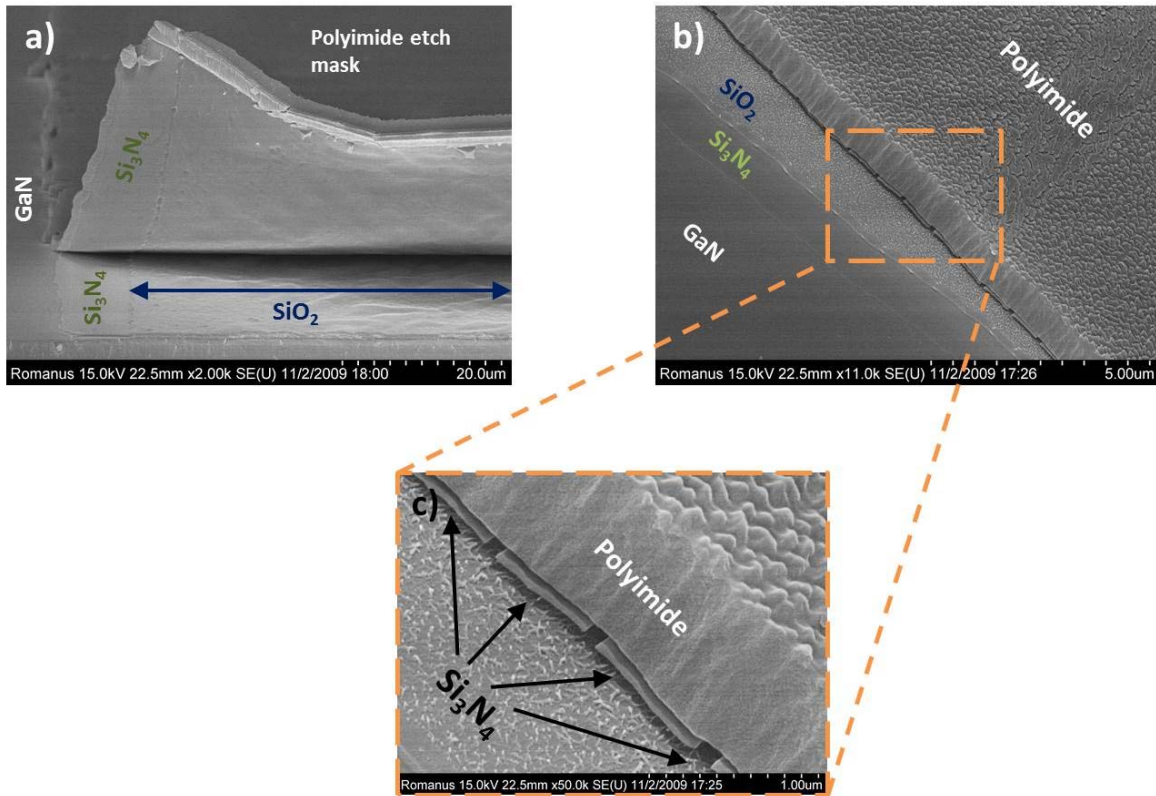 a)
Polyimide etch
mask
GaN
Si₃N₄
Si₃N₄
SiO₂
Romanus 15.0kV 22.5mm x2.00k SE(U) 11/2/2009 18:00 20.0um
b)
Polyimide
SiO₂
Si₃N₄
GaN
Romanus 15.0kV 22.5mm x11.0k SE(U) 11/2/2009 17:26 5.00um
c)
Polyimide
Si₃N₄
Romanus 15.0kV 22.5mm x50.0k SE(U) 11/2/2009 17:25 1.00um